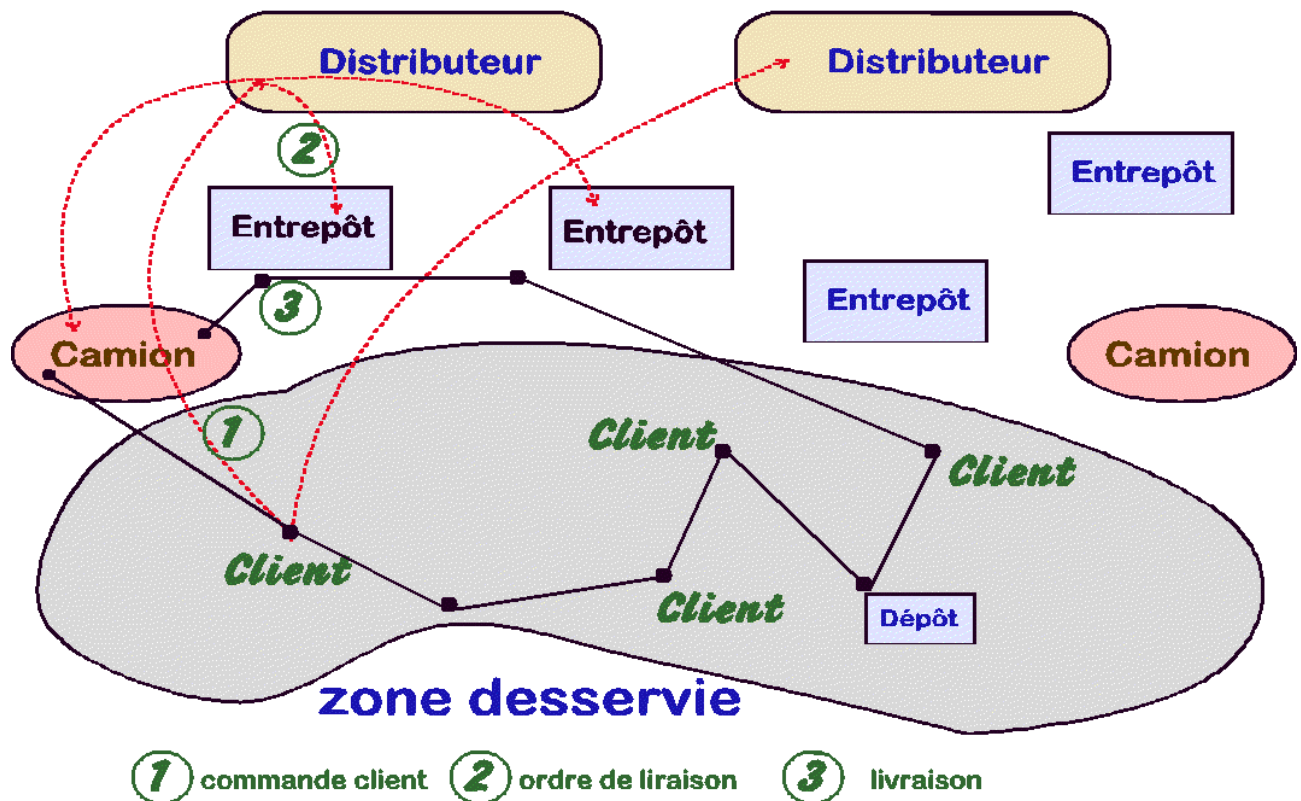 Distributeur
Distributeur
2
Entrepôt
Entrepôt
Entrepôt
Entrepôt
3
Camion
Camion
1
Client
Client
Client
Client
Dépôt
zone desservie
1 commande client 2 ordre de liraison 3 livraison